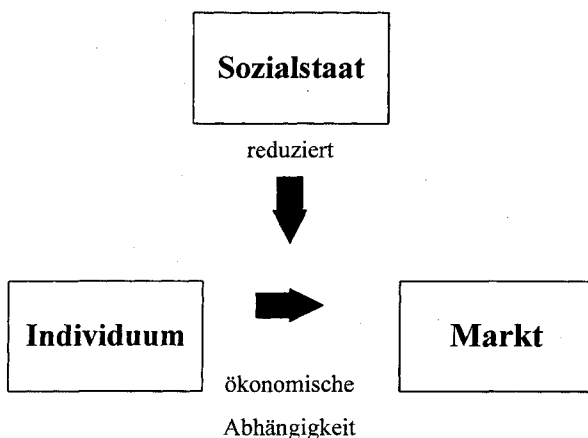 Sozialstaat
reduziert
Individuum
Markt
ökonomische
Abhängigkeit